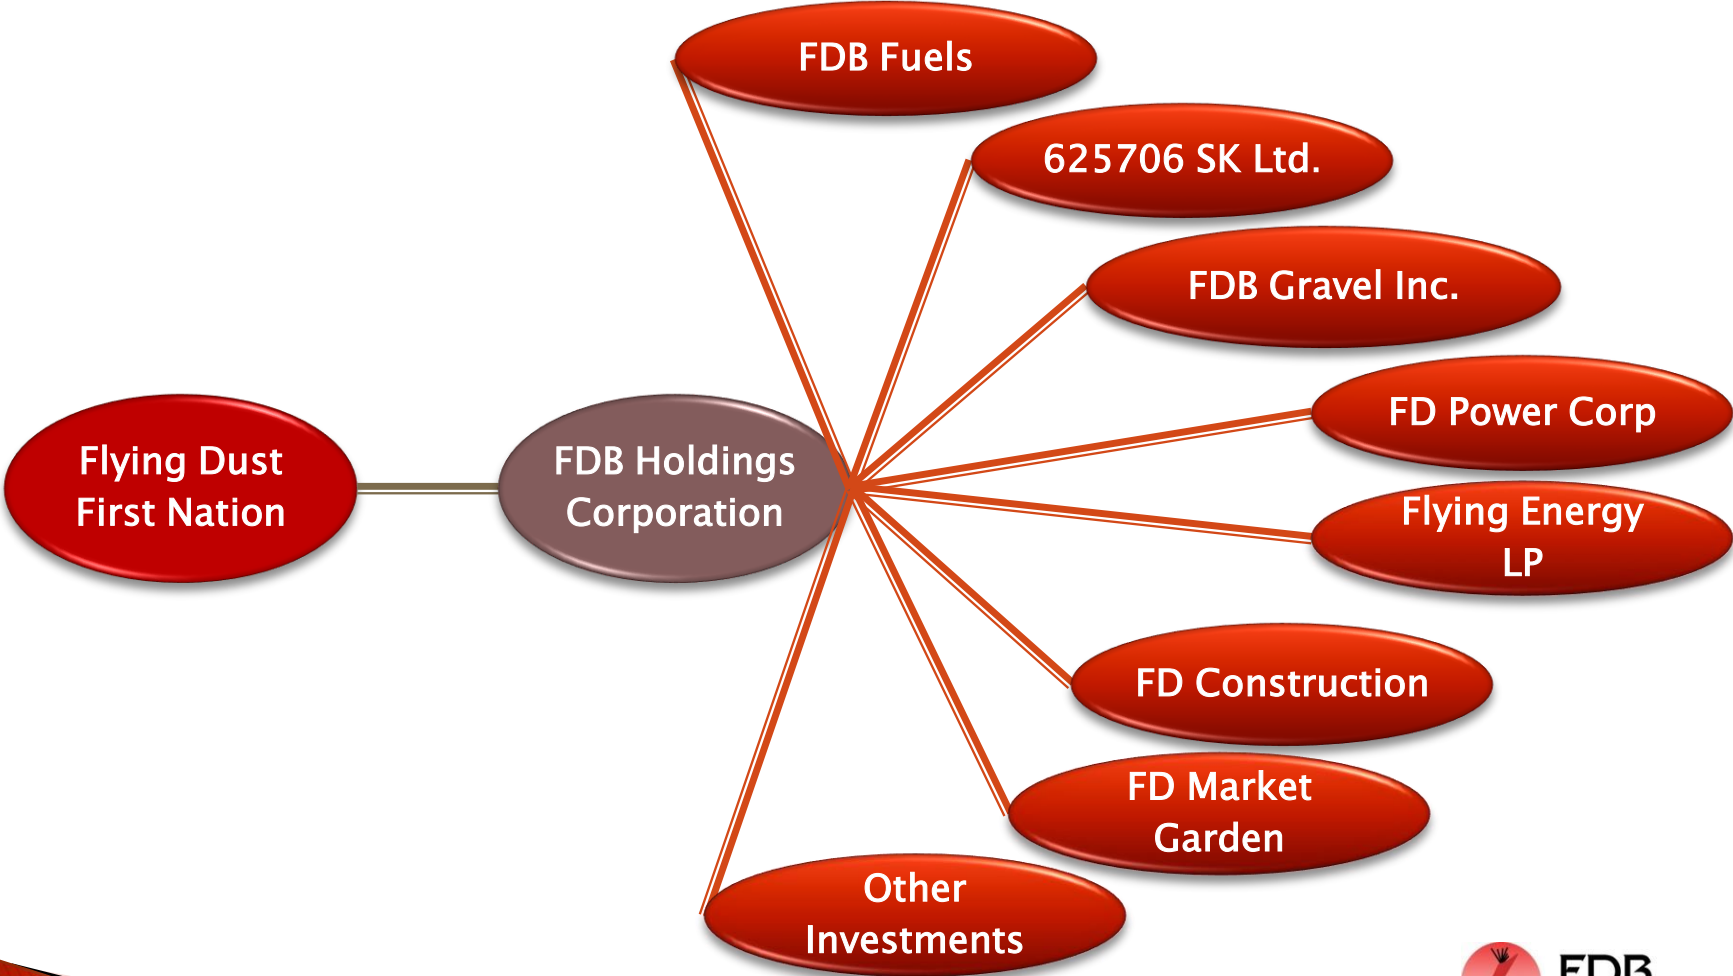 FDB Fuels
625706 SK Ltd.
FDB Gravel Inc.
FD Power Corp
Flying Dust
First Nation
FDB Holdings
Corporation
Flying Energy
LP
FD Construction
FD Market
Garden
Other
Investments
FDB